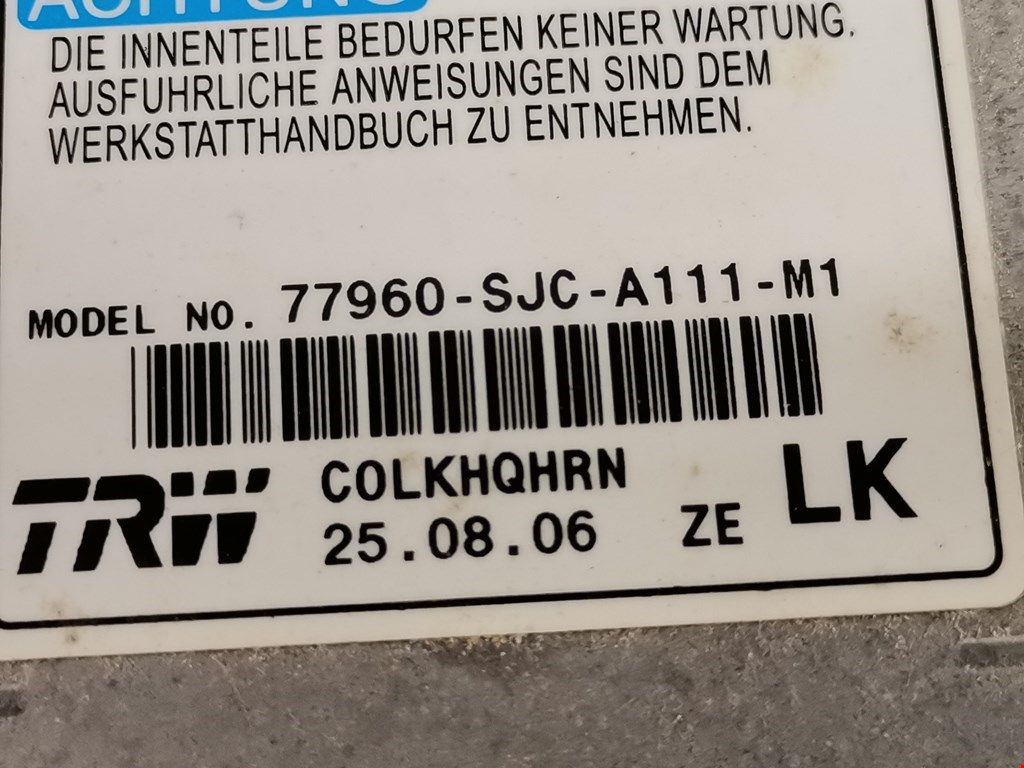 ACHTUNG
DIE INNENTEILE BEDURFEN KEINER WARTUNG.
AUSFUHRLICHE ANWEISUNGEN SIND DEM
WERKSTATTHANDBUCH ZU ENTNEHMEN.
MODEL NO. 77960-SJC-A111-M1
TRW COLKHQHRN
25.08.06 ZE LK